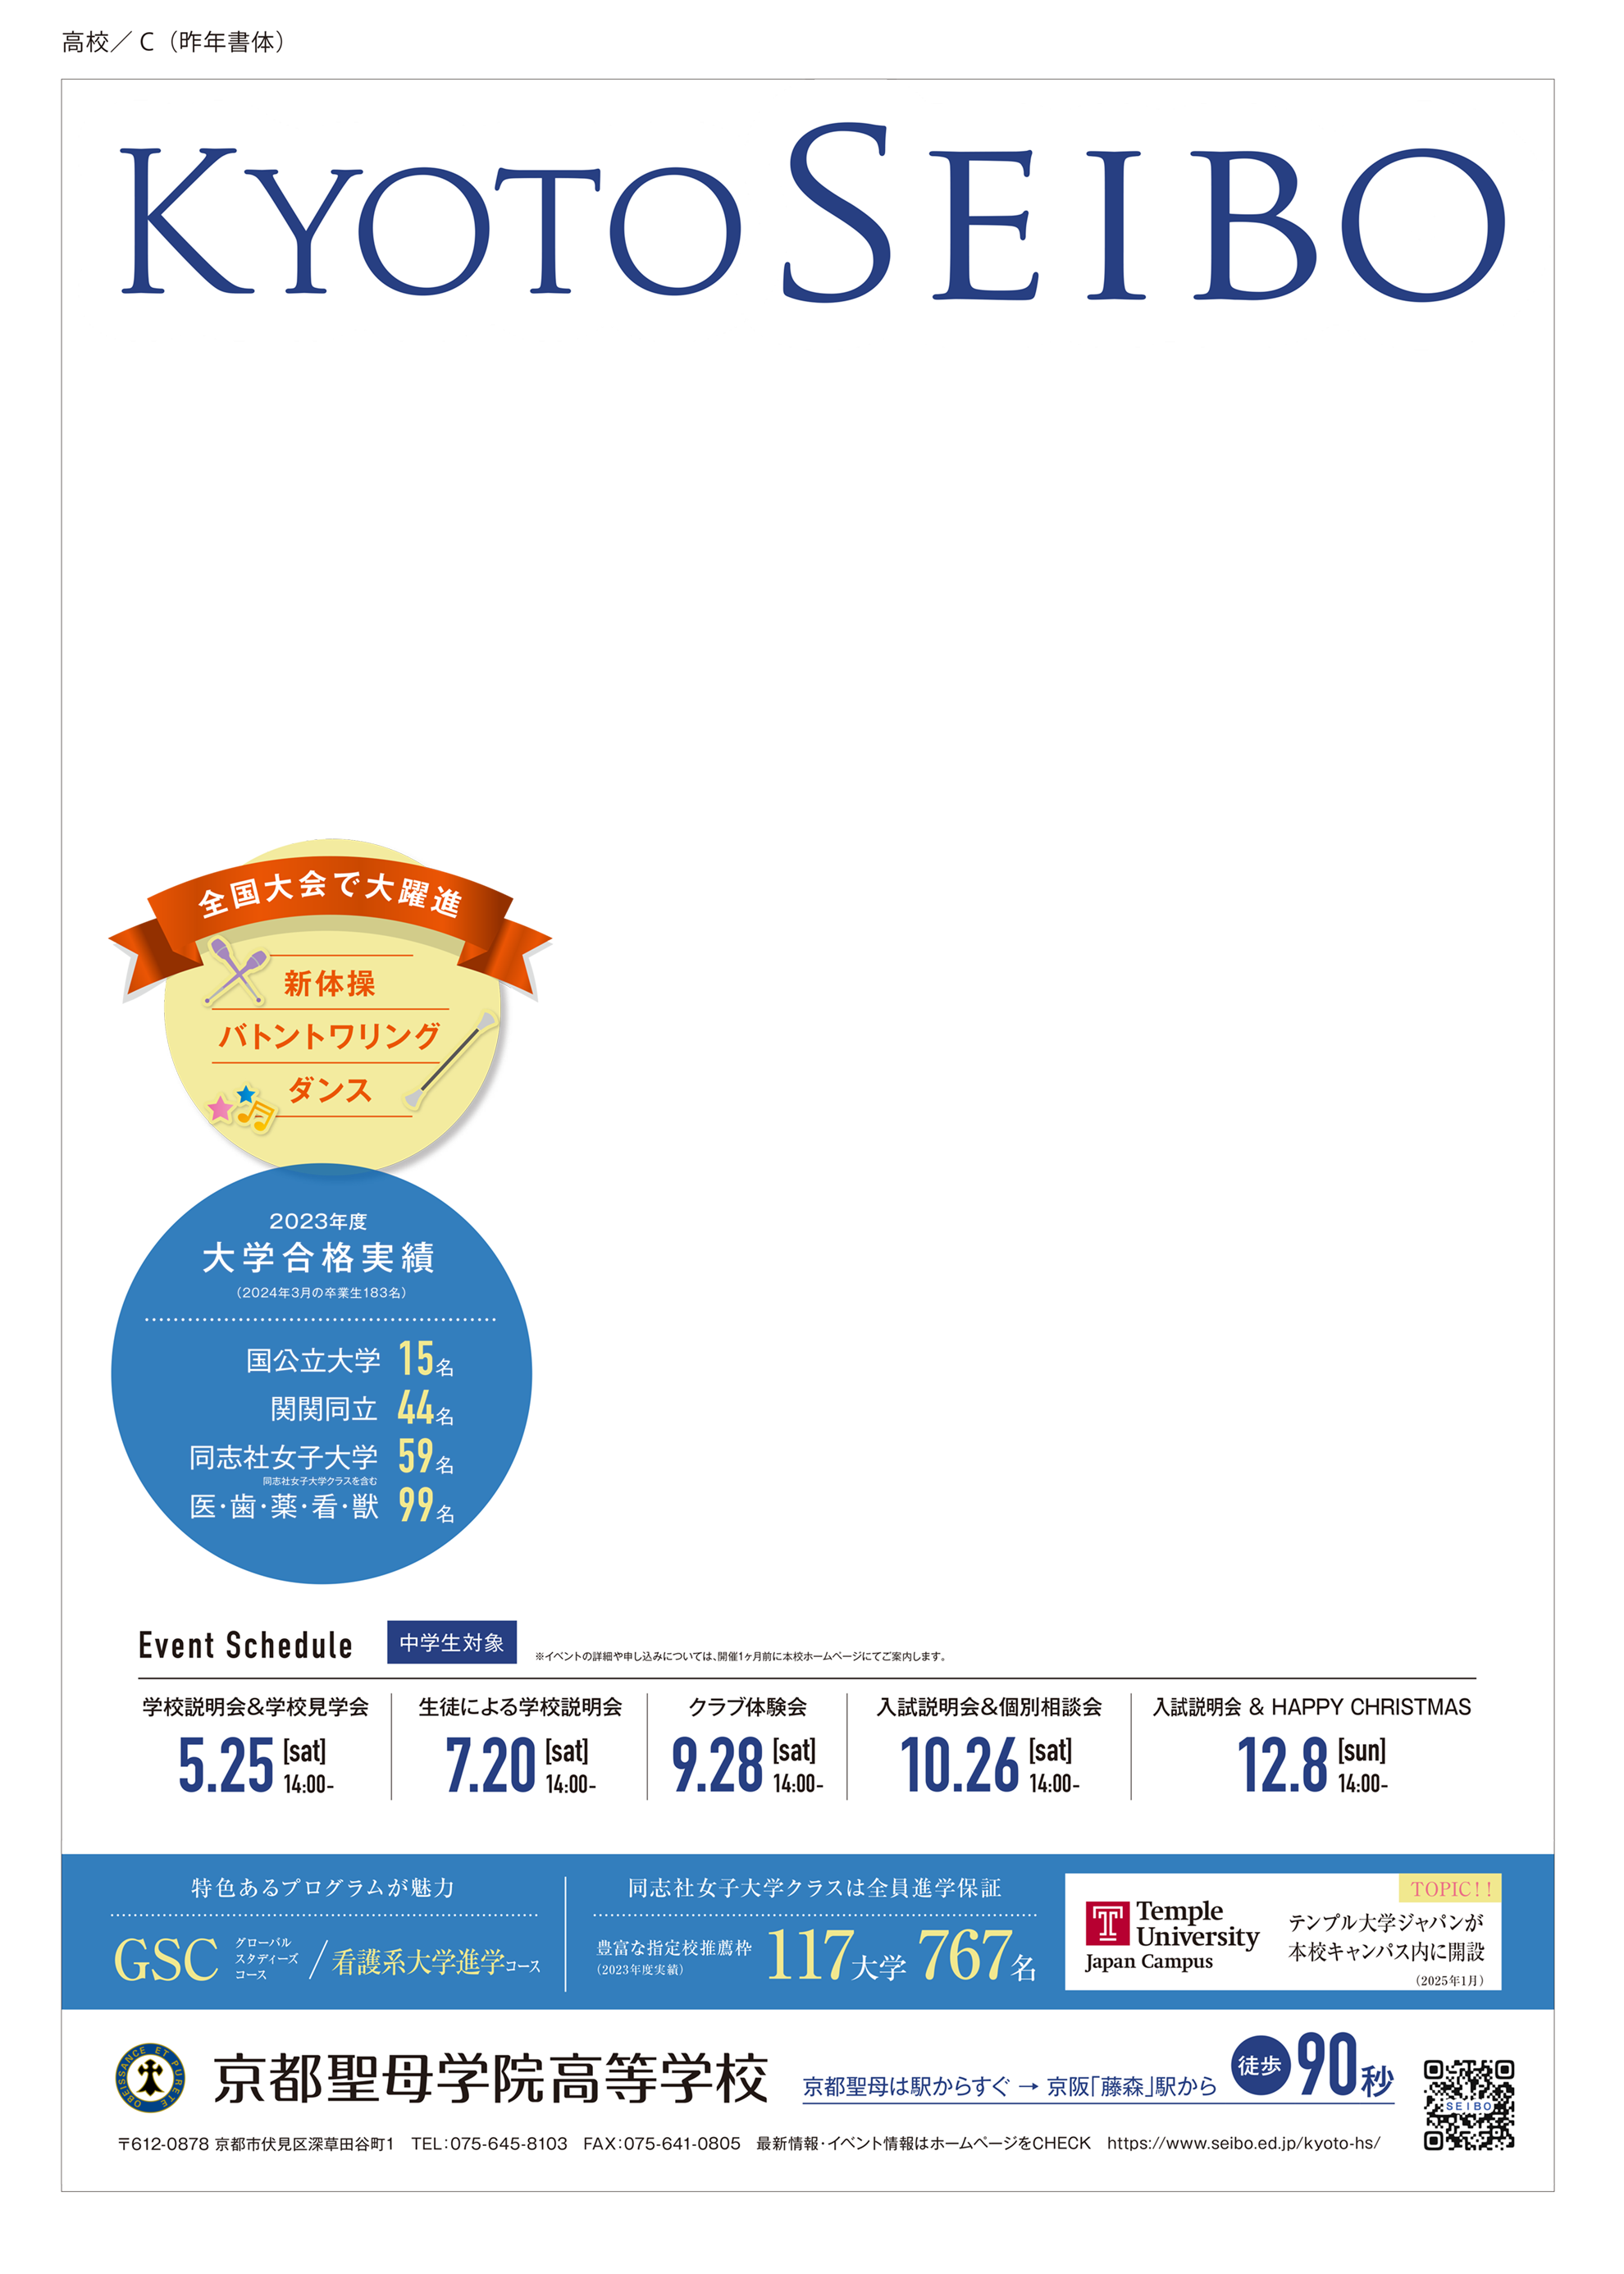 高校／C（昨年書体）
KYOTO SEIBO
全国大会で大躍進
新体操
バトントワリング
ダンス
2023年度
大学合格実績
（2024年3月の卒業生183名）
国公立大学 15名
関関同立 44名
同志社女子大学 59名
同志社女子大学クラスを含む
医・歯・薬・看・獣 99名
Event Schedule 中学生対象 ※イベントの詳細や申し込みについては、開催1ヶ月前に本校ホームページにてご案内します。
学校説明会&学校見学会
5.25 [sat] 14:00-
生徒による学校説明会
7.20 [sat] 14:00-
クラブ体験会
9.28 [sat] 14:00-
入試説明会&個別相談会
10.26 [sat] 14:00-
入試説明会 & HAPPY CHRISTMAS
12.8 [sun] 14:00-
特色あるプログラムが魅力
GSC グローバルスタディーズコース／看護系大学進学コース
同志社女子大学クラスは全員進学保証
豊富な指定校推薦枠（2023年度実績） 117大学 767名
TOPIC!!
Temple University
Japan Campus
テンプル大学ジャパンが
本校キャンパス内に開設
（2025年1月）
OBEISSANCE ET PURETE
京都聖母学院高等学校
京都聖母は駅からすぐ → 京阪「藤森」駅から 徒歩90秒
〒612-0878 京都市伏見区深草田谷町1 TEL：075-645-8103 FAX：075-641-0805 最新情報・イベント情報はホームページをCHECK https://www.seibo.ed.jp/kyoto-hs/
SEIBO